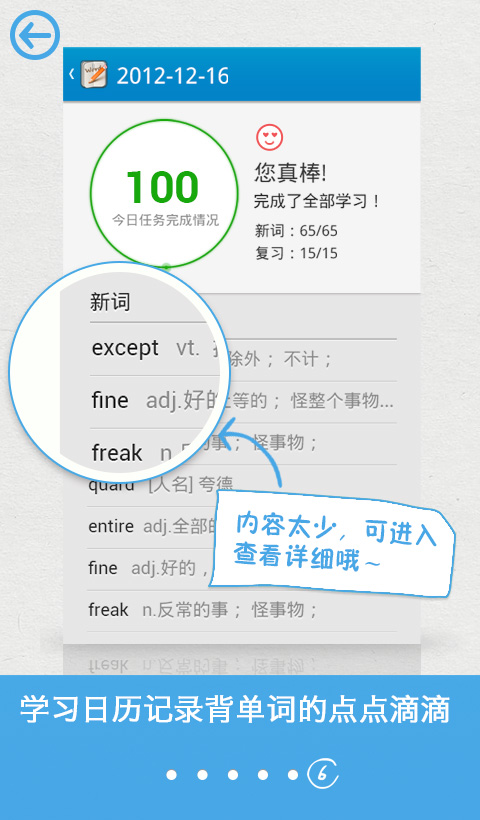 2012-12-16
100
今日任务完成情况
您真棒!
完成了全部学习！
新词：65/65
复习：15/15
新词
except vt. 除外； 不计；
fine adj.好的 等的； 怪整个事物...
freak n 的事； 怪事物；
quard [人名] 夸德
entire adj.全部的
fine adj.好的，
freak n.反常的事； 怪事物；
内容太少，可进入
查看详细哦~
学习日历记录背单词的点点滴滴
6